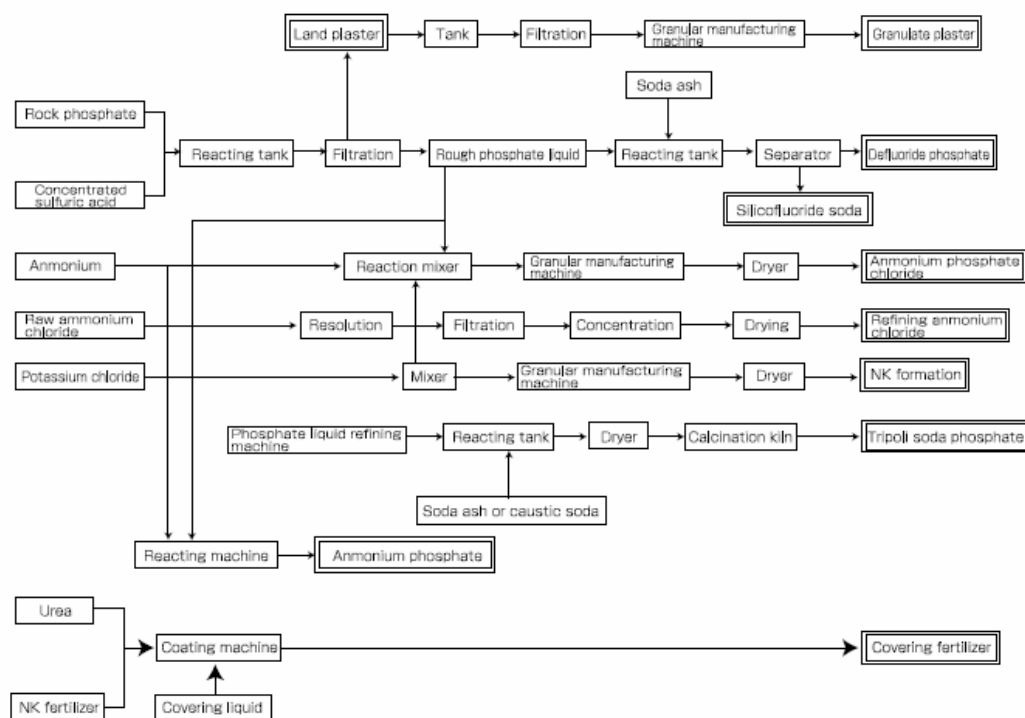 Land plaster
Tank
Filtration
Granular manufacturing
machine
Granulate plaster
Soda ash
Rock phosphate
Reacting tank
Filtration
Rough phosphate liquid
Reacting tank
Separator
Defluoride phosphate
Concentrated
sulfuric acid
Silicofluoride soda
Anmonium
Reaction mixer
Granular manufacturing
machine
Dryer
Anmonium phosphate
chloride
Raw ammonium
chloride
Resolution
Filtration
Concentration
Drying
Refining anmonium
chloride
Potassium chloride
Mixer
Granular manufacturing
machine
Dryer
NK formation
Phosphate liquid refining
machine
Reacting tank
Dryer
Calcination kiln
Tripoli soda phosphate
Soda ash or caustic soda
Reacting machine
Anmonium phosphate
Urea
Coating machine
Covering fertilizer
NK fertilizer
Covering liquid